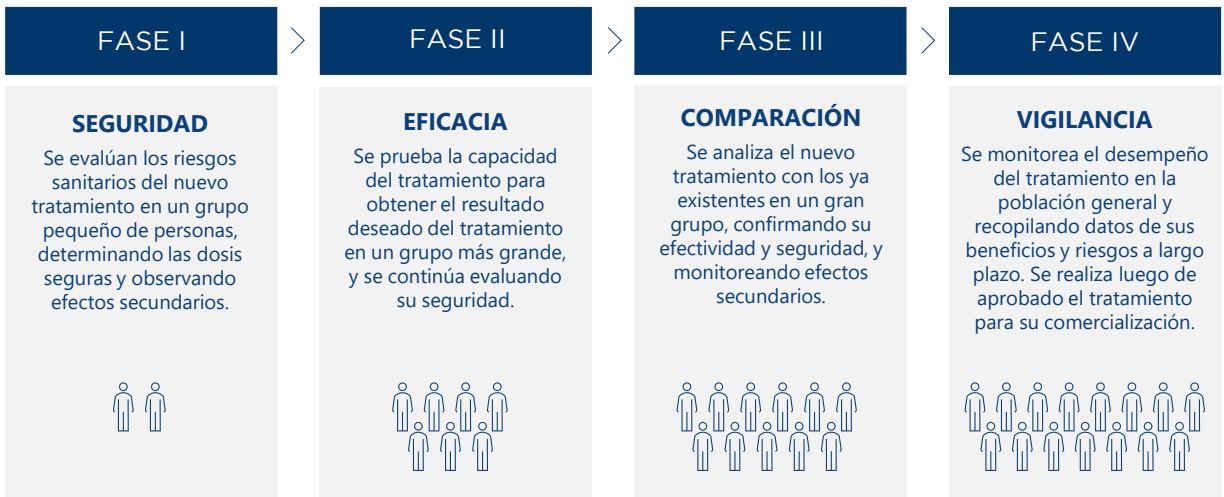 FASE I
SEGURIDAD
Se evalúan los riesgos
sanitarios del nuevo
tratamiento en un grupo
pequeño de personas,
determinando las dosis
seguras y observando
efectos secundarios.
FASE II
EFICACIA
Se prueba la capacidad
del tratamiento para
obtener el resultado
deseado del tratamiento
en un grupo más grande,
y se continúa evaluando
su seguridad.
FASE III
COMPARACIÓN
Se analiza el nuevo
tratamiento con los ya
existentes en un gran
grupo, confirmando su
efectividad y seguridad, y
monitoreando efectos
secundarios.
FASE IV
VIGILANCIA
Se monitorea el desempeño
del tratamiento en la
población general y
recopilando datos de sus
beneficios y riesgos a largo
plazo. Se realiza luego de
aprobado el tratamiento
para su comercialización.